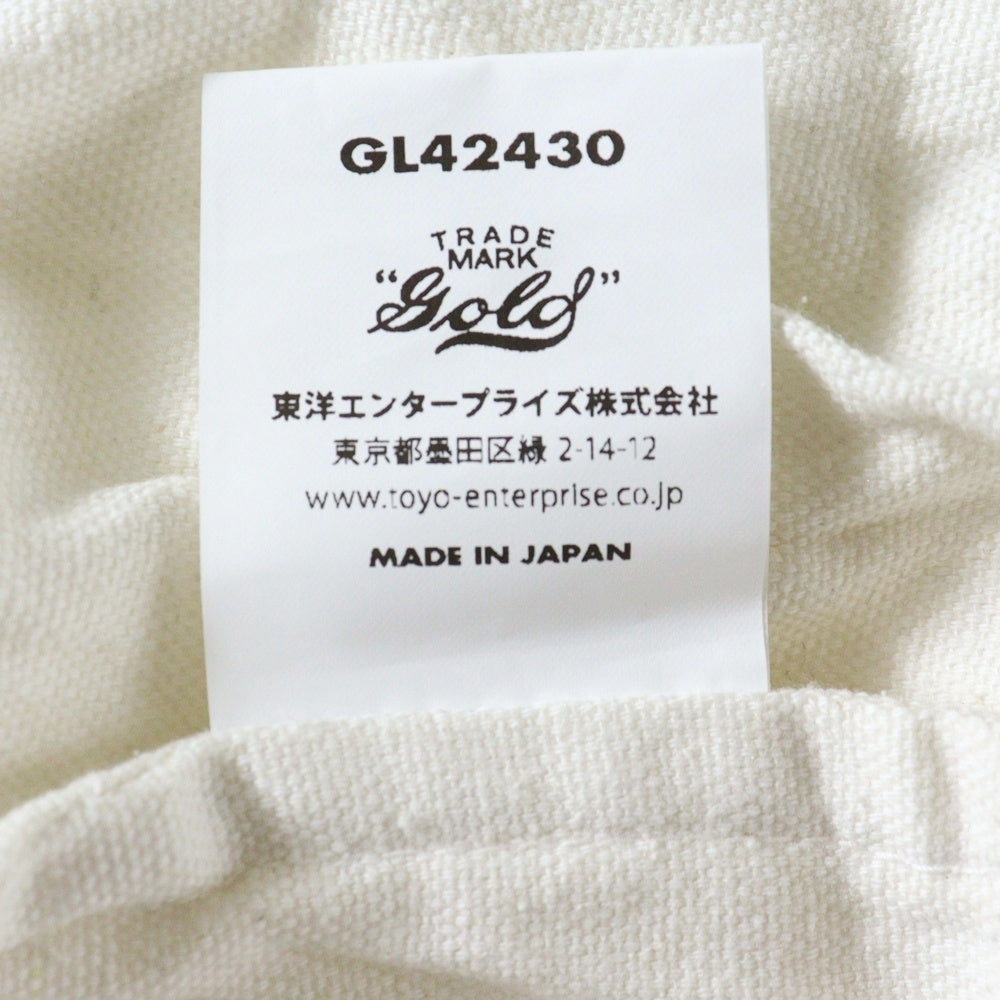 GL42430
TRADE
MARK
"Gold"
東洋エンタープライズ株式会社
東京都墨田区緑 2-14-12
www.toyo-enterprise.co.jp
MADE IN JAPAN